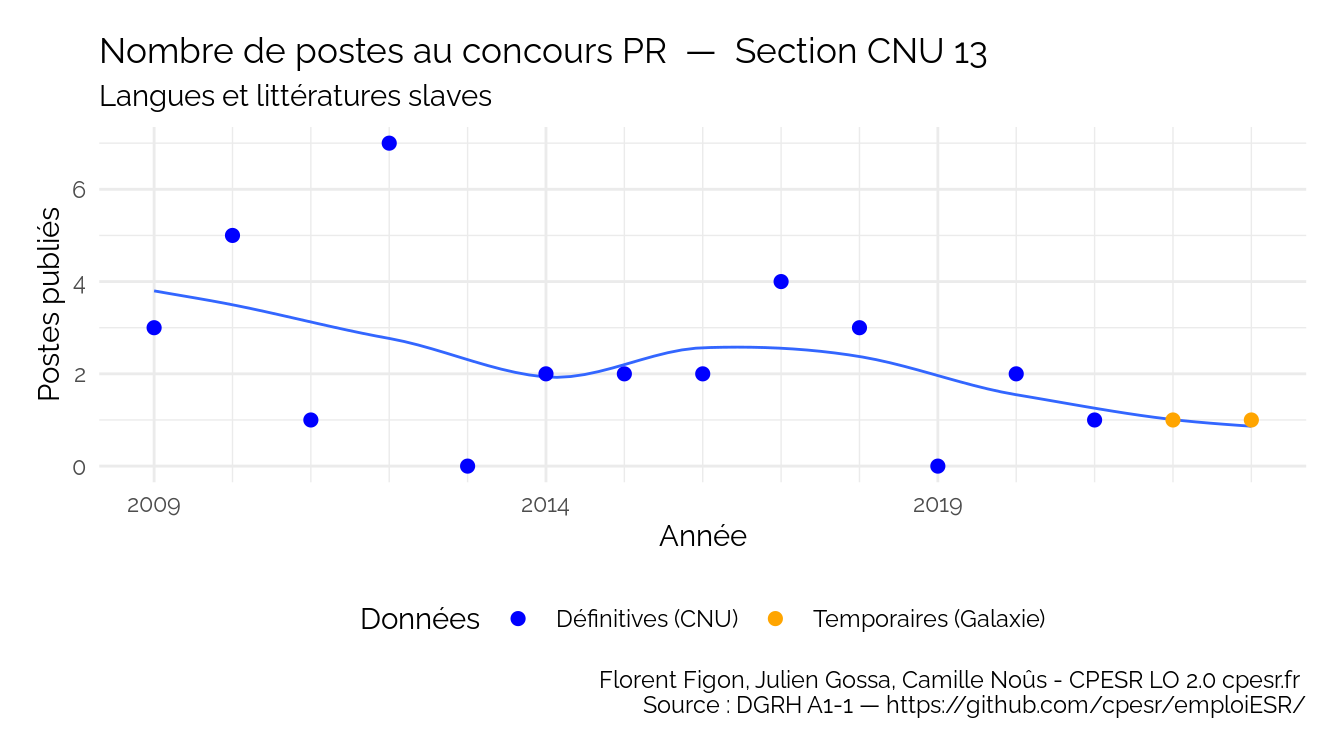 Nombre de postes au concours PR — Section CNU 13
Langues et littératures slaves
Postes publiés
6
4
2
0
2009 2014 2019
Année
Données Définitives (CNU) Temporaires (Galaxie)
Florent Figon, Julien Gossa, Camille Noûs - CPESR LO 2.0 cpesr.fr
Source : DGRH A1-1 — https://github.com/cpesr/emploiESR/